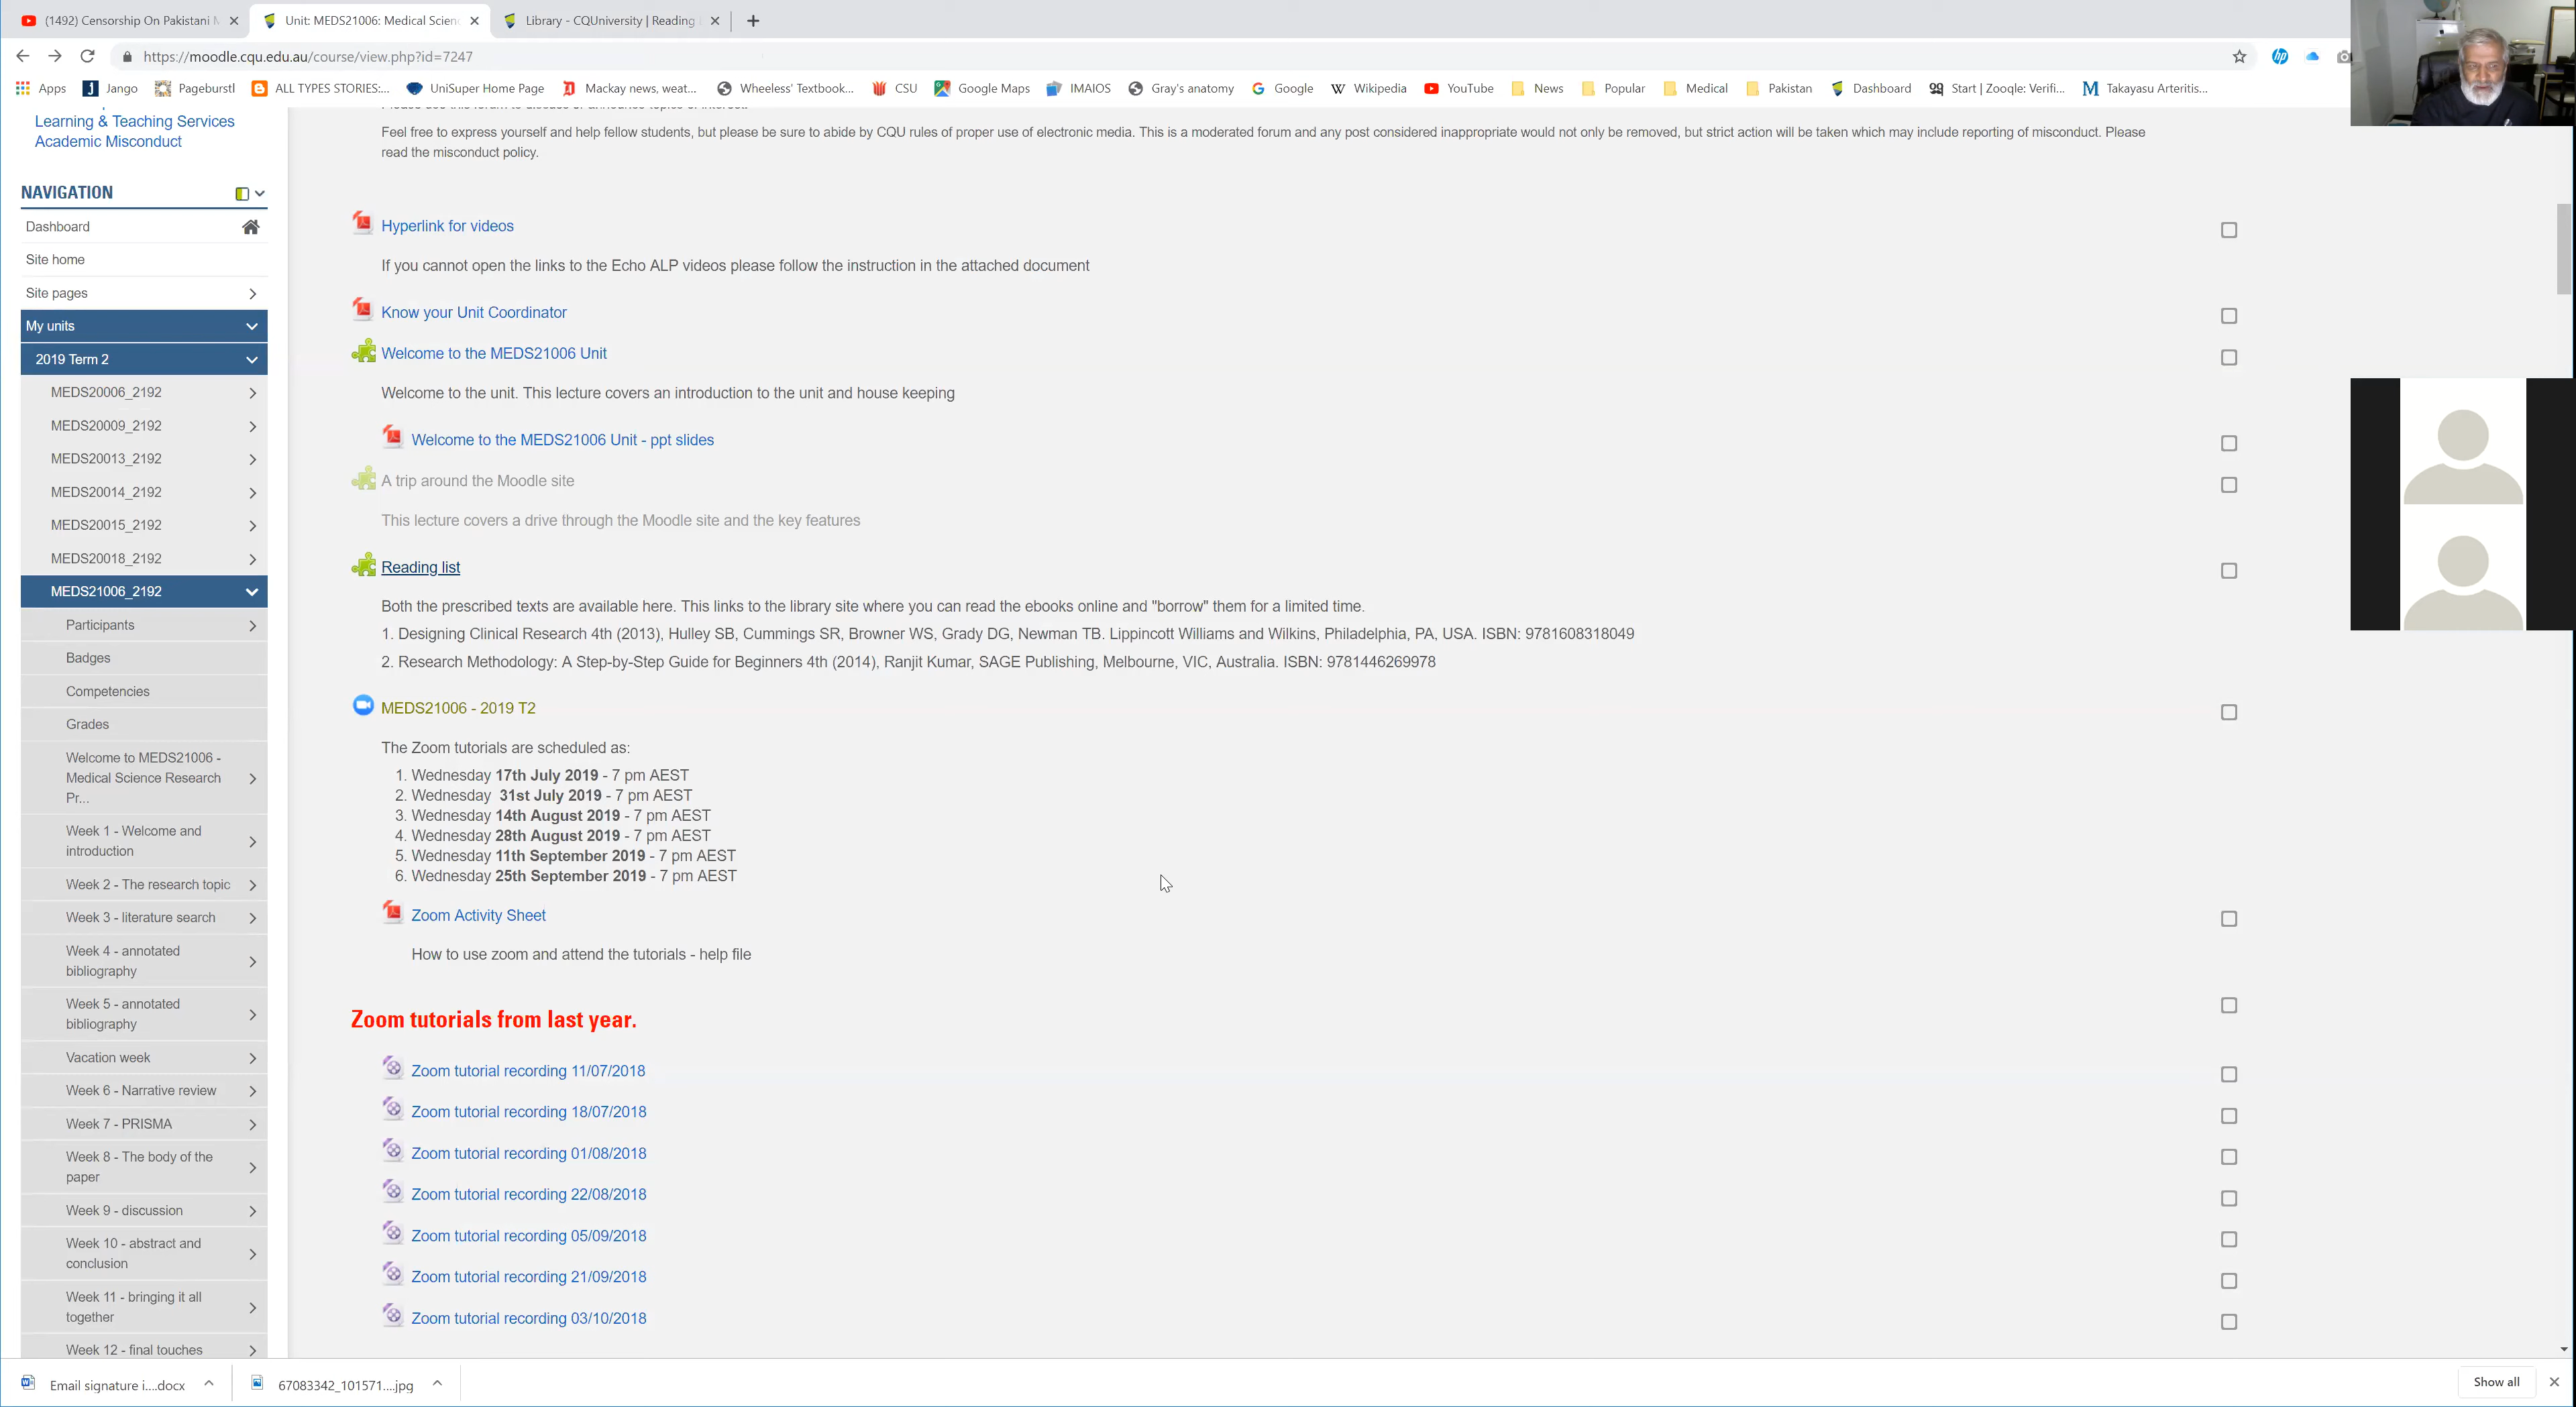 (1492) Censorship On Pakistani M
Unit: MEDS21006: Medical Scienc
Library - CQUniversity | Reading
https://moodle.cqu.edu.au/course/view.php?id=7247
Apps Jango Pageburstl ALL TYPES STORIES:... UniSuper Home Page Mackay news, weat... Wheeless' Textbook... CSU Google Maps IMAIOS Gray's anatomy Google Wikipedia YouTube News Popular Medical Pakistan Dashboard Start | Zooqle: Verifi... Takayasu Arteritis...
Learning & Teaching Services
Academic Misconduct
NAVIGATION
Dashboard
Site home
Site pages
My units
2019 Term 2
MEDS20006_2192
MEDS20009_2192
MEDS20013_2192
MEDS20014_2192
MEDS20015_2192
MEDS20018_2192
MEDS21006_2192
Participants
Badges
Competencies
Grades
Welcome to MEDS21006 -
Medical Science Research
Pr...
Week 1 - Welcome and
introduction
Week 2 - The research topic
Week 3 - literature search
Week 4 - annotated
bibliography
Week 5 - annotated
bibliography
Vacation week
Week 6 - Narrative review
Week 7 - PRISMA
Week 8 - The body of the
paper
Week 9 - discussion
Week 10 - abstract and
conclusion
Week 11 - bringing it all
together
Week 12 - final touches
Feel free to express yourself and help fellow students, but please be sure to abide by CQU rules of proper use of electronic media. This is a moderated forum and any post considered inappropriate would not only be removed, but strict action will be taken which may include reporting of misconduct. Please
read the misconduct policy.
Hyperlink for videos
If you cannot open the links to the Echo ALP videos please follow the instruction in the attached document
Know your Unit Coordinator
Welcome to the MEDS21006 Unit
Welcome to the unit. This lecture covers an introduction to the unit and house keeping
Welcome to the MEDS21006 Unit - ppt slides
A trip around the Moodle site
This lecture covers a drive through the Moodle site and the key features
Reading list
Both the prescribed texts are available here. This links to the library site where you can read the ebooks online and "borrow" them for a limited time.
1. Designing Clinical Research 4th (2013), Hulley SB, Cummings SR, Browner WS, Grady DG, Newman TB. Lippincott Williams and Wilkins, Philadelphia, PA, USA. ISBN: 9781608318049
2. Research Methodology: A Step-by-Step Guide for Beginners 4th (2014), Ranjit Kumar, SAGE Publishing, Melbourne, VIC, Australia. ISBN: 9781446269978
MEDS21006 - 2019 T2
The Zoom tutorials are scheduled as:
1. Wednesday 17th July 2019 - 7 pm AEST
2. Wednesday 31st July 2019 - 7 pm AEST
3. Wednesday 14th August 2019 - 7 pm AEST
4. Wednesday 28th August 2019 - 7 pm AEST
5. Wednesday 11th September 2019 - 7 pm AEST
6. Wednesday 25th September 2019 - 7 pm AEST
Zoom Activity Sheet
How to use zoom and attend the tutorials - help file
Zoom tutorials from last year.
Zoom tutorial recording 11/07/2018
Zoom tutorial recording 18/07/2018
Zoom tutorial recording 01/08/2018
Zoom tutorial recording 22/08/2018
Zoom tutorial recording 05/09/2018
Zoom tutorial recording 21/09/2018
Zoom tutorial recording 03/10/2018
Email signature i....docx
67083342_101571....jpg
Show all